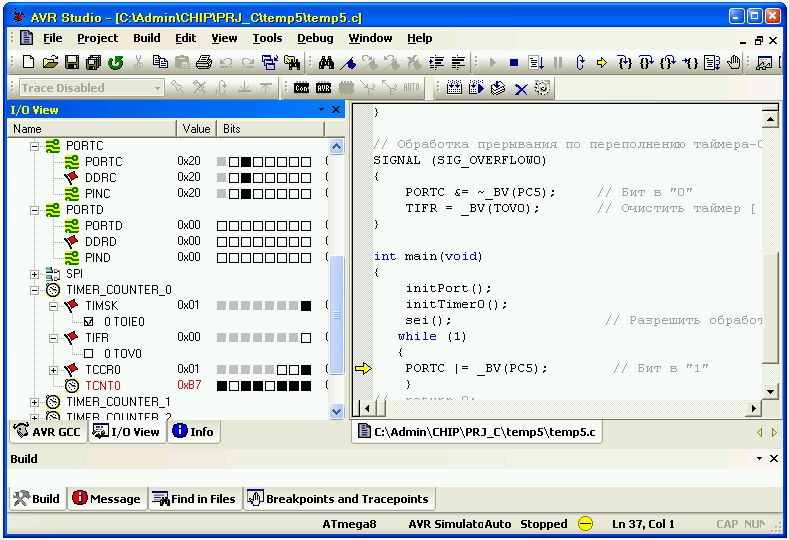 AVR Studio - [C:\Admin\CHIP\PRJ_C\temp5\temp5.c]
File Project Build Edit View Tools Debug Window Help
Trace Disabled
Con AVR AUTO
I/O View
Name Value Bits
PORTC
PORTC 0x20
DDRC 0x20
PINC 0x20
PORTD
PORTD 0x00
DDRD 0x00
PIND 0x00
SPI
TIMER_COUNTER_0
TIMSK 0x01
0 TOIE0
TIFR 0x00
0 TOV0
TCCR0 0x01
TCNT0 0xB7
TIMER_COUNTER_1
TIMER_COUNTER_2
AVR GCC I/O View Info
}
// Обработка прерывания по переполнению таймера-0
SIGNAL (SIG_OVERFLOW0)
{
PORTC &= ~_BV(PC5); // Бит в "0"
TIFR = _BV(TOV0); // Очистить таймер [
}
int main(void)
{
initPort();
initTimer0();
sei(); // Разрешить обработ
while (1)
{
PORTC |= _BV(PC5); // Бит в "1"
}
// return 0;
C:\Admin\CHIP\PRJ_C\temp5\temp5.c
Build
Build Message Find in Files Breakpoints and Tracepoints
ATmega8 AVR Simulato Auto Stopped Ln 37, Col 1 CAP NUM